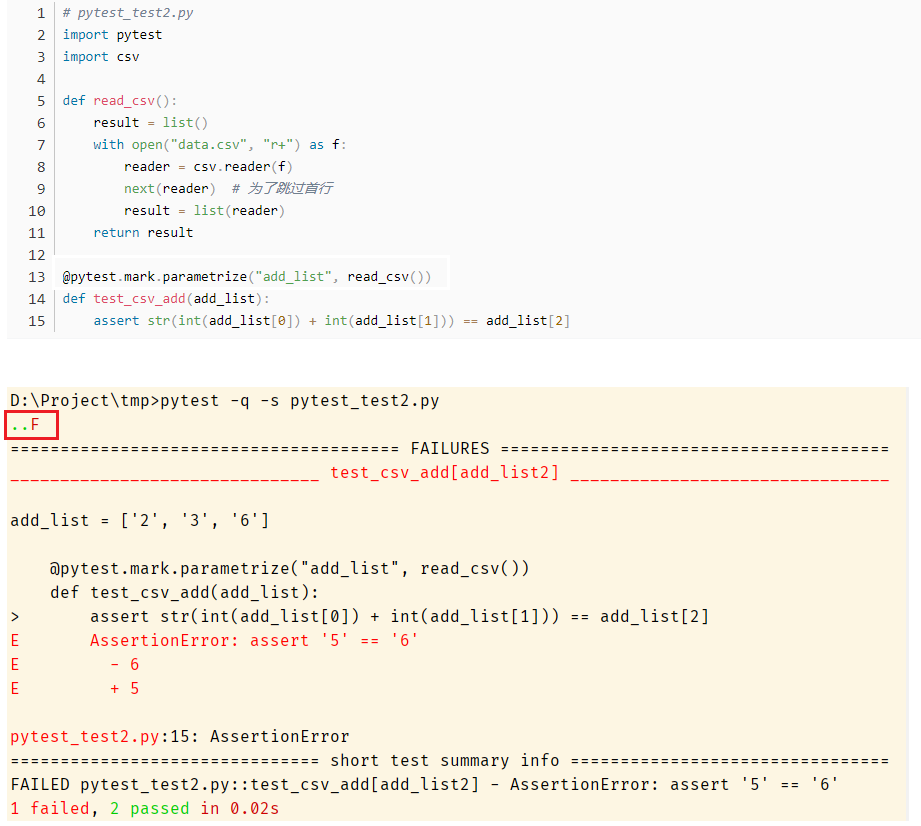 1 # pytest_test2.py
2 import pytest
3 import csv
4
5 def read_csv():
6     result = list()
7     with open("data.csv", "r+") as f:
8         reader = csv.reader(f)
9         next(reader)  # 为了跳过首行
10         result = list(reader)
11     return result
12
13 @pytest.mark.parametrize("add_list", read_csv())
14 def test_csv_add(add_list):
15     assert str(int(add_list[0]) + int(add_list[1])) == add_list[2]
D:\Project\tmp>pytest -q -s pytest_test2.py
..F
======================================= FAILURES =======================================
_______________________________ test_csv_add[add_list2] ________________________________
add_list = ['2', '3', '6']
    @pytest.mark.parametrize("add_list", read_csv())
    def test_csv_add(add_list):
>       assert str(int(add_list[0]) + int(add_list[1])) == add_list[2]
E       AssertionError: assert '5' == '6'
E         - 6
E         + 5
pytest_test2.py:15: AssertionError
=============================== short test summary info ================================
FAILED pytest_test2.py::test_csv_add[add_list2] - AssertionError: assert '5' == '6'
1 failed, 2 passed in 0.02s